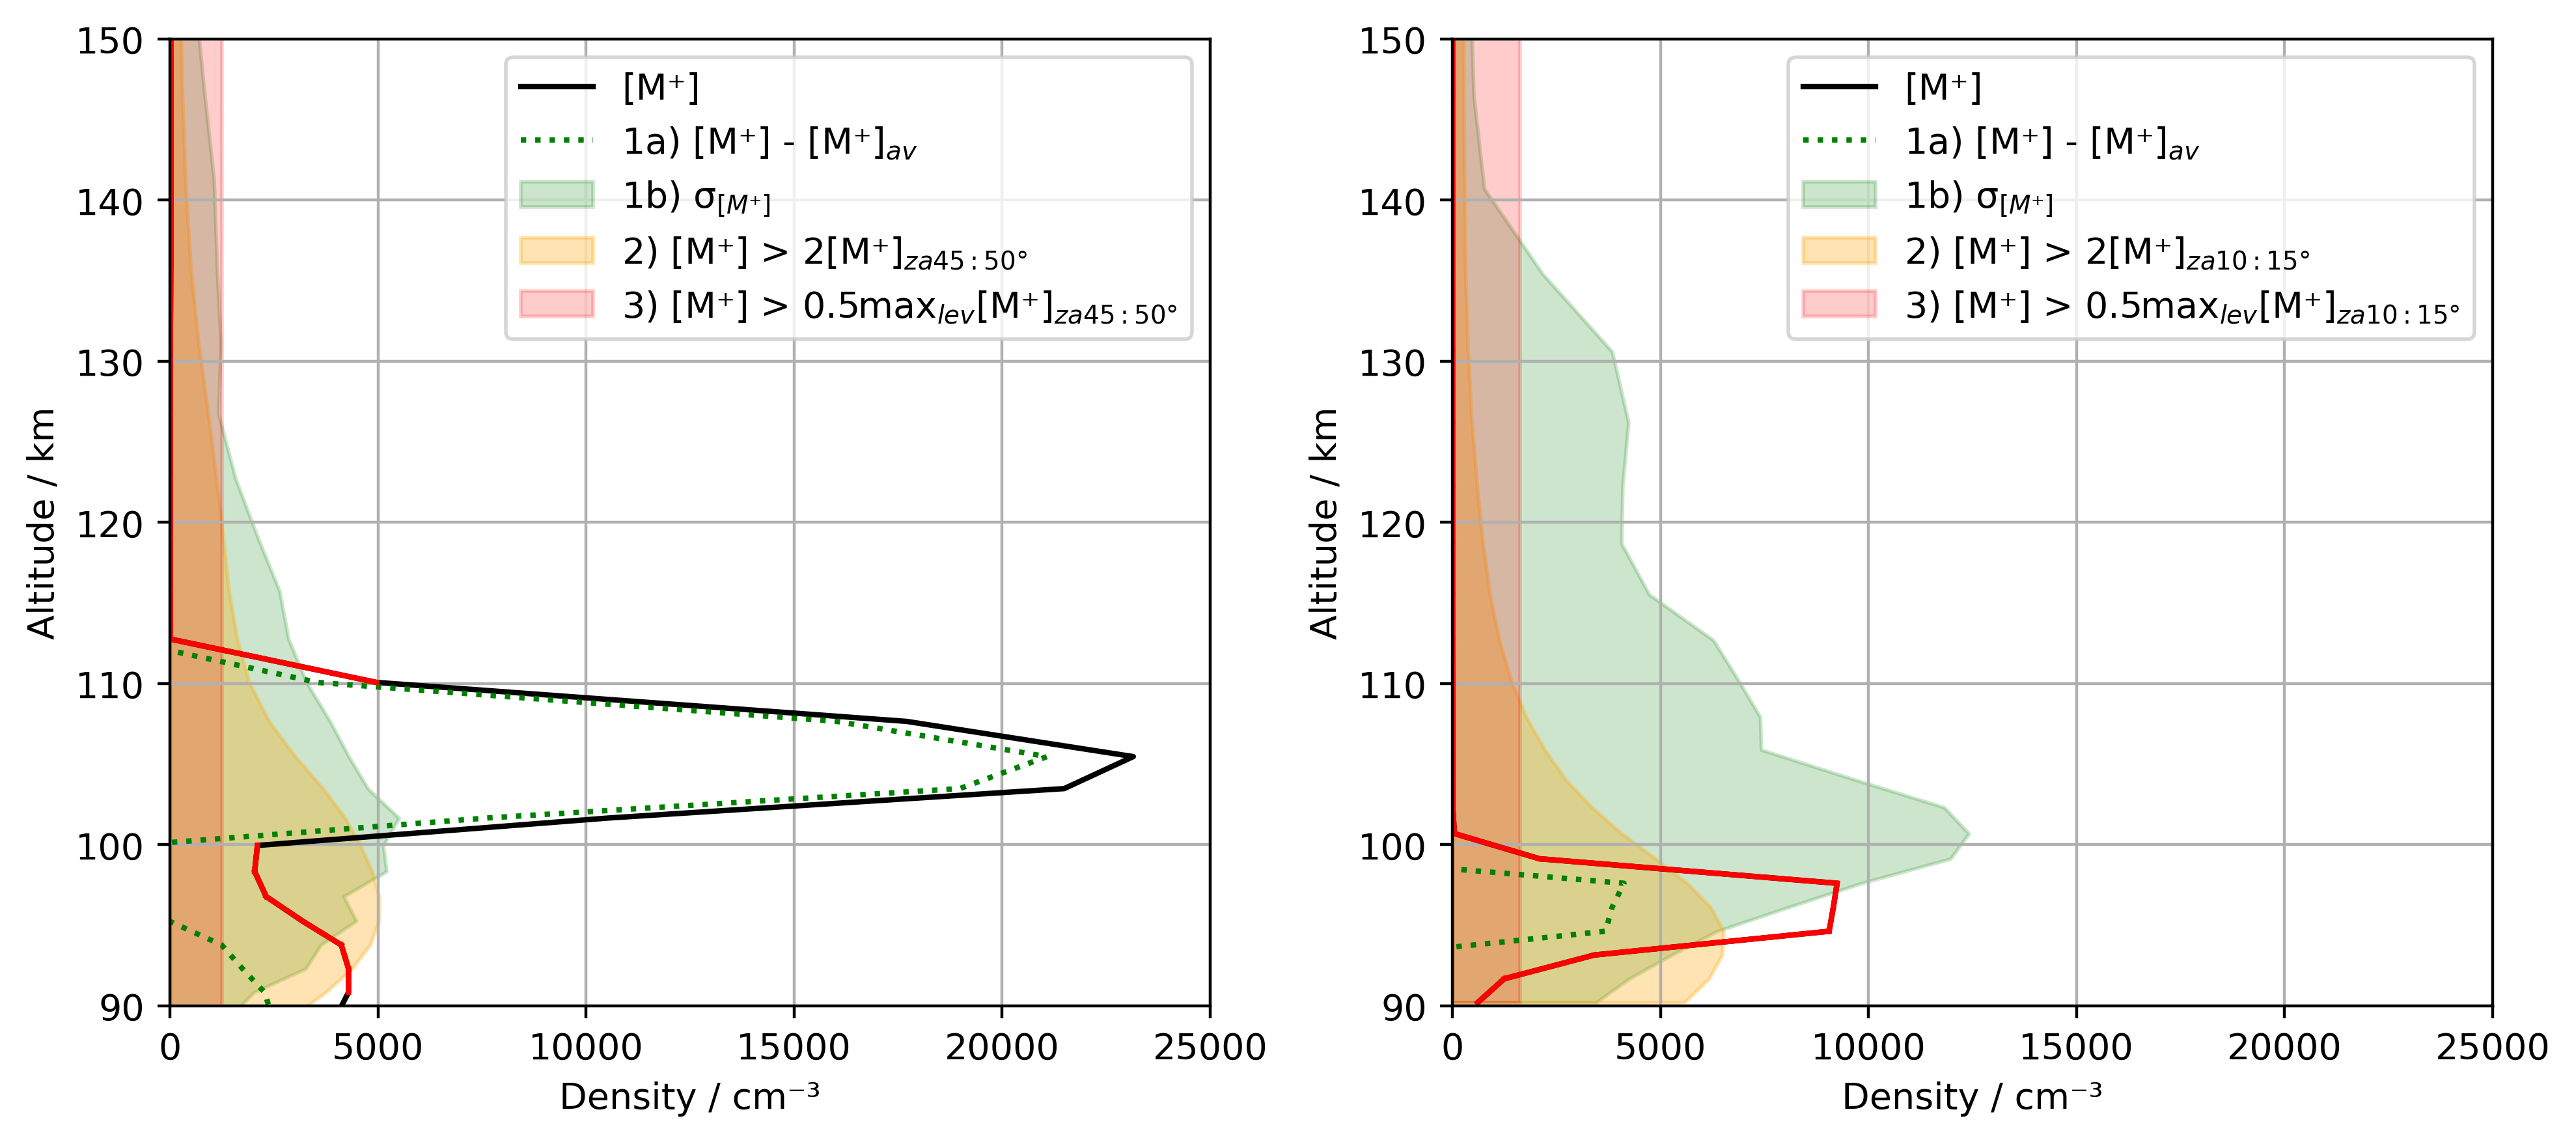 150
140
130
120
110
100
90
Altitude / km
[M⁺]
1a) [M⁺] - [M⁺]av
1b) σ[M⁺]
2) [M⁺] > 2[M⁺]za45 : 50°
3) [M⁺] > 0.5maxlev[M⁺]za45 : 50°
0 5000 10000 15000 20000 25000
Density / cm⁻³
150
140
130
120
110
100
90
Altitude / km
[M⁺]
1a) [M⁺] - [M⁺]av
1b) σ[M⁺]
2) [M⁺] > 2[M⁺]za10 : 15°
3) [M⁺] > 0.5maxlev[M⁺]za10 : 15°
0 5000 10000 15000 20000 25000
Density / cm⁻³